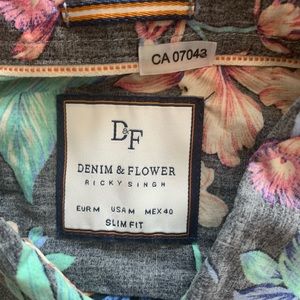 CA 07043
D&F
DENIM & FLOWER
RICKY SINGH
EUR M USA M MEX 40
SLIM FIT